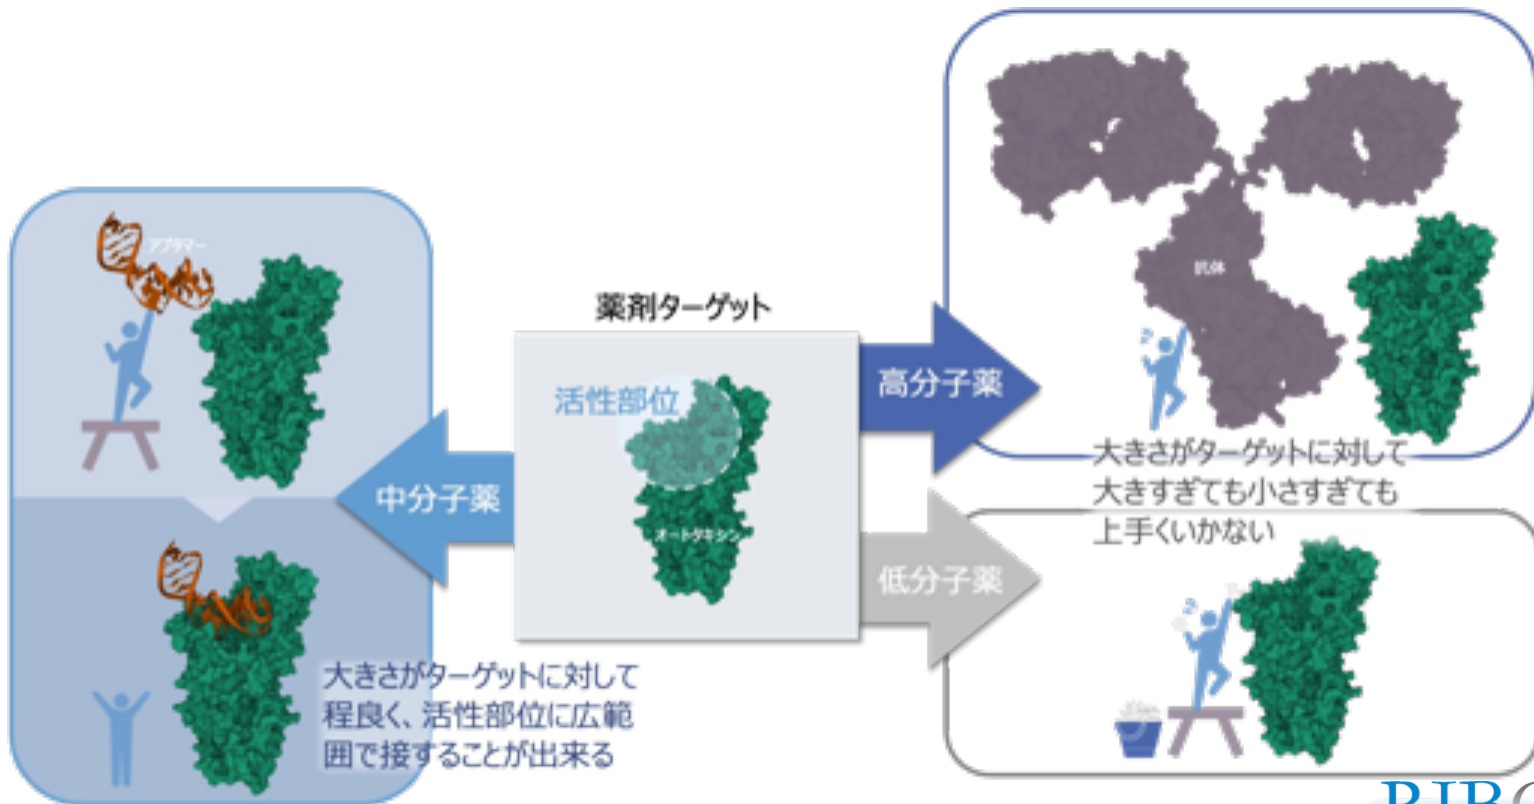 アプタマー
薬剤ターゲット
活性部位
オートタキシン
中分子薬
高分子薬
低分子薬
抗体
大きさがターゲットに対して
大きすぎても小さすぎても
上手くいかない
大きさがターゲットに対して
程良く、活性部位に広範
囲で接することが出来る